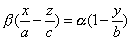 β(x/a − z/c) = α(1 − y/b)